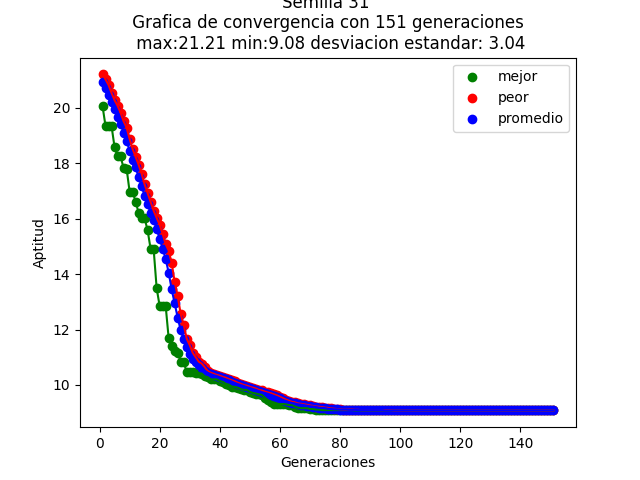 Semilla 31
Grafica de convergencia con 151 generaciones
max:21.21 min:9.08 desviacion estandar: 3.04
mejor
peor
promedio
Aptitud
20
18
16
14
12
10
0 20 40 60 80 100 120 140
Generaciones